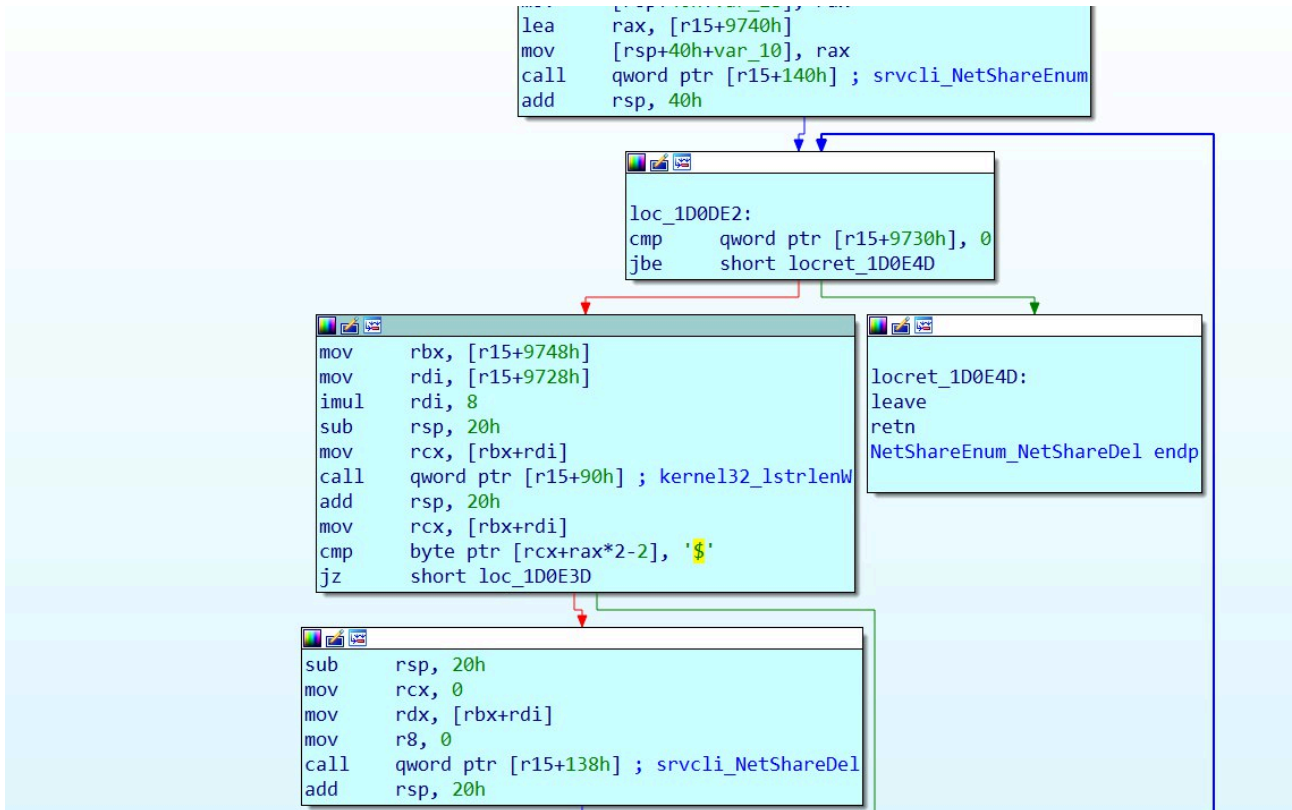 lea rax, [r15+9740h]
mov [rsp+40h+var_10], rax
call qword ptr [r15+140h] ; srvcli_NetShareEnum
add rsp, 40h
loc_1D0DE2:
cmp qword ptr [r15+9730h], 0
jbe short locret_1D0E4D
mov rbx, [r15+9748h]
mov rdi, [r15+9728h]
imul rdi, 8
sub rsp, 20h
mov rcx, [rbx+rdi]
call qword ptr [r15+90h] ; kernel32_lstrlenW
add rsp, 20h
mov rcx, [rbx+rdi]
cmp byte ptr [rcx+rax*2-2], '$'
jz short loc_1D0E3D
locret_1D0E4D:
leave
retn
NetShareEnum_NetShareDel endp
sub rsp, 20h
mov rcx, 0
mov rdx, [rbx+rdi]
mov r8, 0
call qword ptr [r15+138h] ; srvcli_NetShareDel
add rsp, 20h